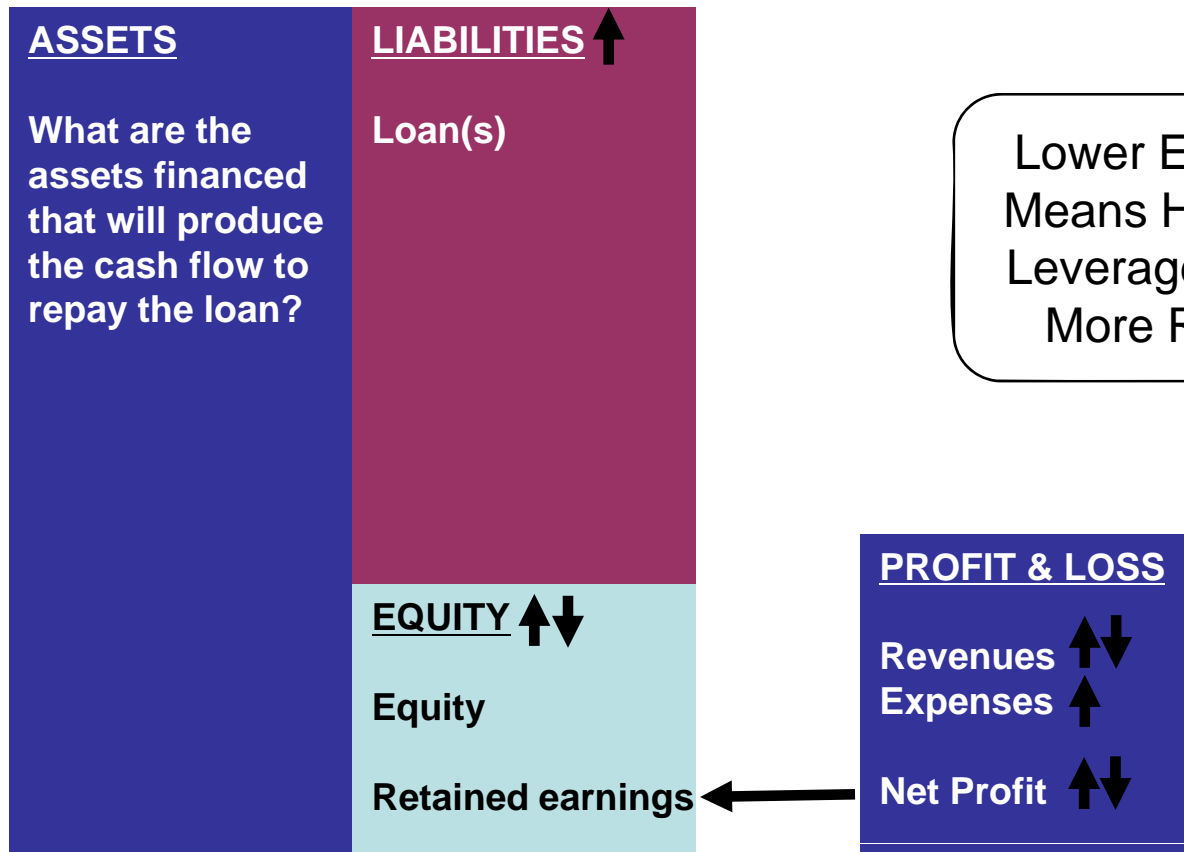 ASSETS
What are the
assets financed
that will produce
the cash flow to
repay the loan?
LIABILITIES
Loan(s)
Lower
Means
More
EQUITY
Equity
Retained earnings
PROFIT & LOSS
Revenues
Expenses
Net Profit